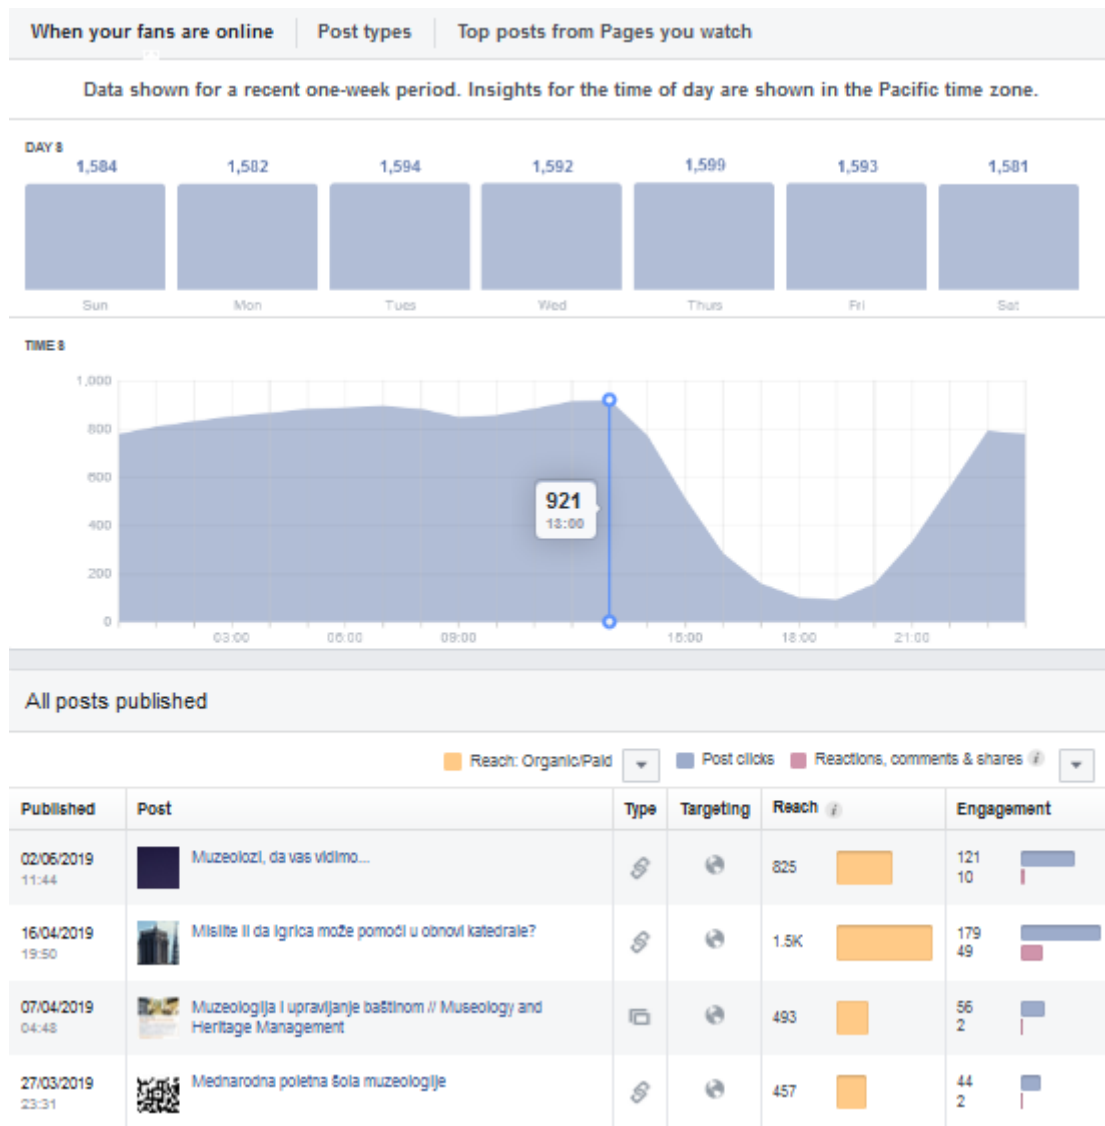 When your fans are online Post types Top posts from Pages you watch
Data shown for a recent one-week period. Insights for the time of day are shown in the Pacific time zone.
DAYS
1,584 1,582 1,594 1,592 1,599 1,593 1,581
Sun Mon Tues Wed Thurs Fri Sat
TIMES
1,000
800
600
400
200
0
921
13:00
03:00 06:00 09:00 15:00 18:00 21:00
All posts published
Reach: Organic/Paid Post clicks Reactions, comments & shares i
Published Post Type Targeting Reach i Engagement
02/06/2019 Muzeolozi, da vas vidimo... 825 121
11:44 10
16/04/2019 Mislite li da igrica može pomoći u obnovi katedrale? 1.5K 179
19:50 49
07/04/2019 Muzeologija i upravljanje baštinom // Museology and 493 56
04:48 Heritage Management 2
27/03/2019 Mednarodna poletna šola muzeologije 457 44
23:31 2